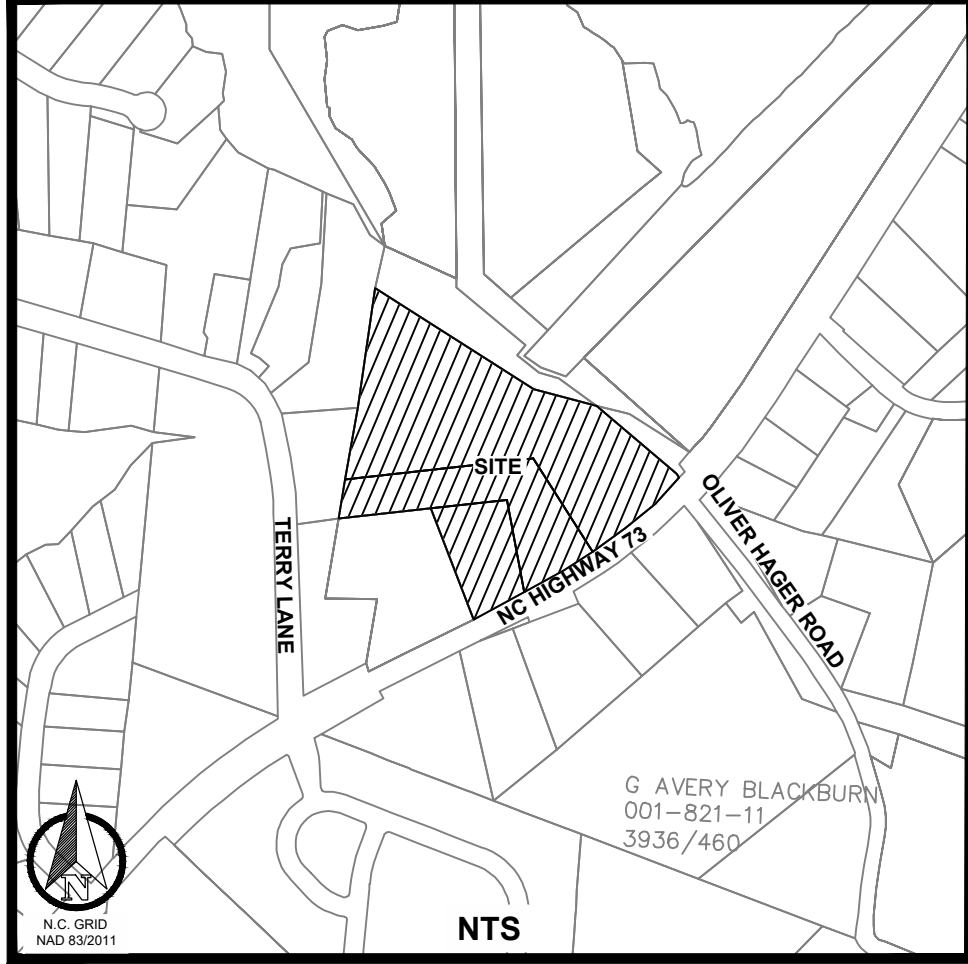 SITE
OLIVER HAGER ROAD
NC HIGHWAY 73
TERRY LANE
G AVERY BLACKBURN
001-821-11
3936/460
N
N.C. GRID
NAD 83/2011
NTS